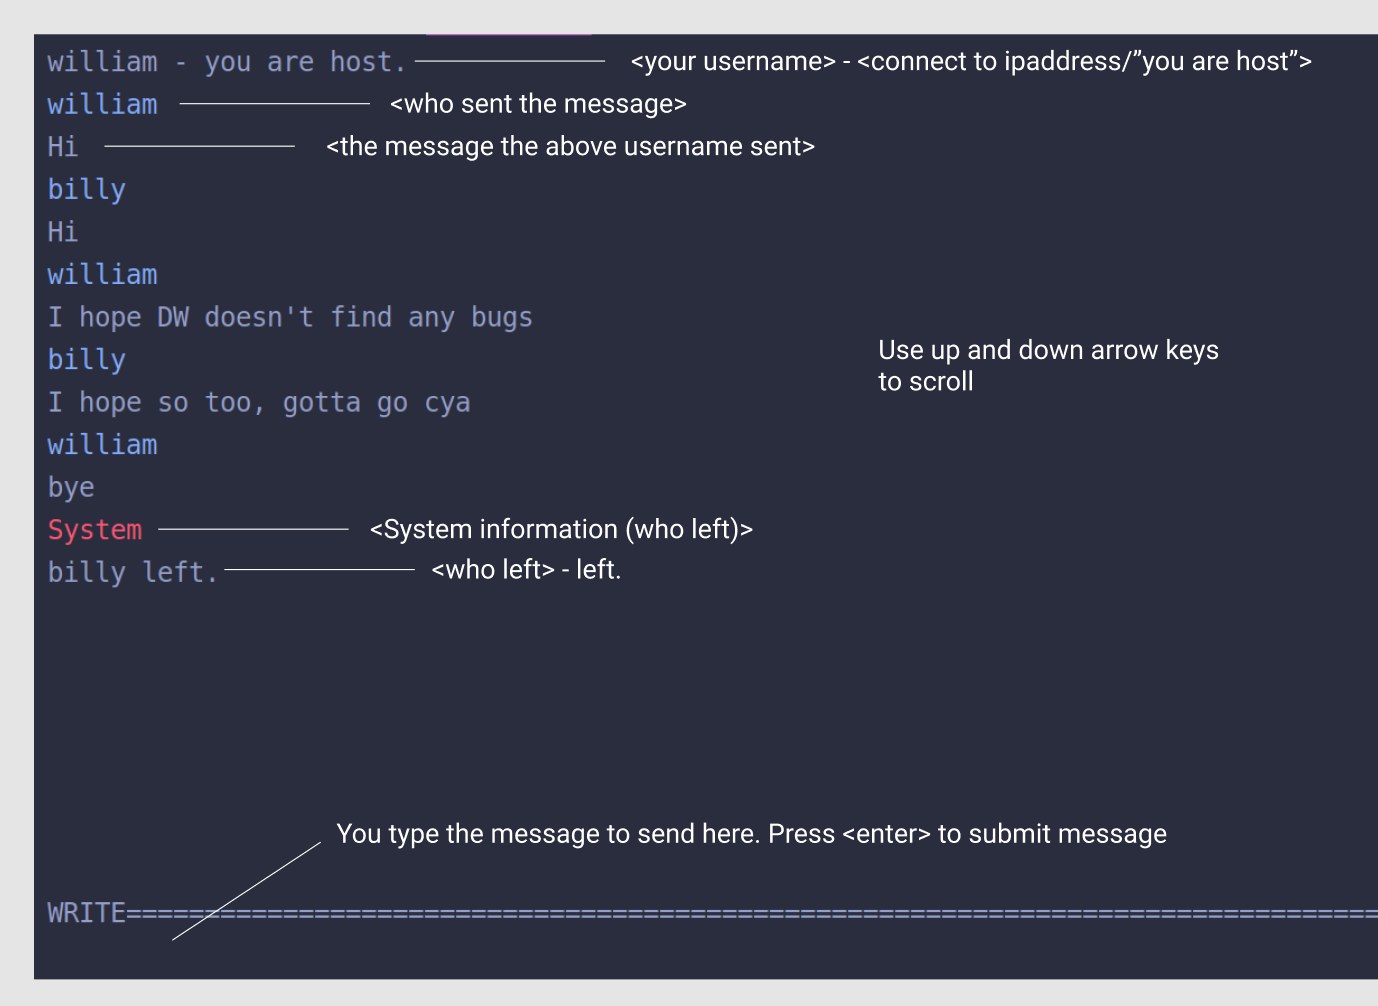 william - you are host. <your username> - <connect to ipaddress/”you are host”>
william <who sent the message>
Hi <the message the above username sent>
billy
Hi
william
I hope DW doesn't find any bugs
Use up and down arrow keys
to scroll
billy
I hope so too, gotta go cya
william
bye
System <System information (who left)>
billy left. <who left> - left.
You type the message to send here. Press <enter> to submit message
WRITE================================================================================